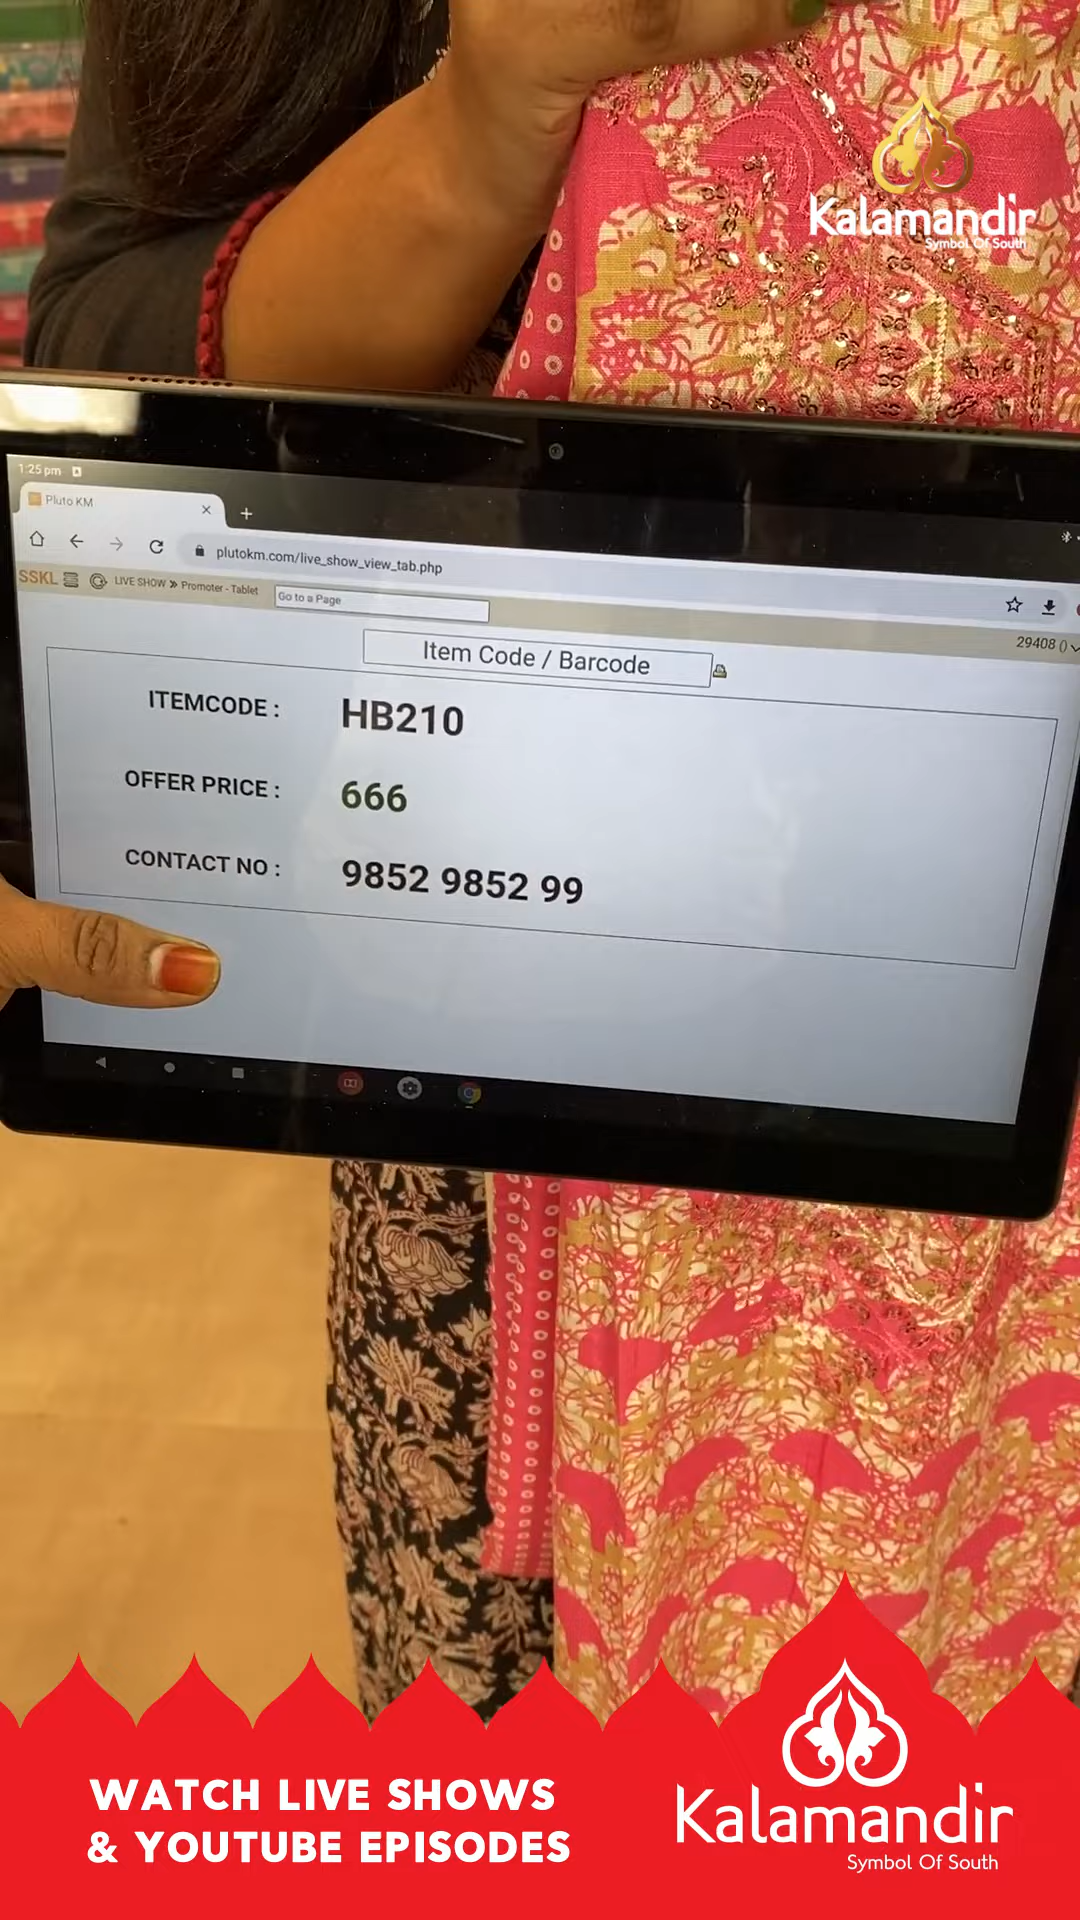 Kalamandir
Symbol Of South
1:25 pm
Pluto KM
plutokm.com/live_show_view_tab.php
SSKL
LIVE SHOW » Promoter - Tablet
Go to a Page
29408 ()
Item Code / Barcode
ITEMCODE : HB210
OFFER PRICE : 666
CONTACT NO : 9852 9852 99
WATCH LIVE SHOWS
& YOUTUBE EPISODES
Kalamandir
Symbol Of South